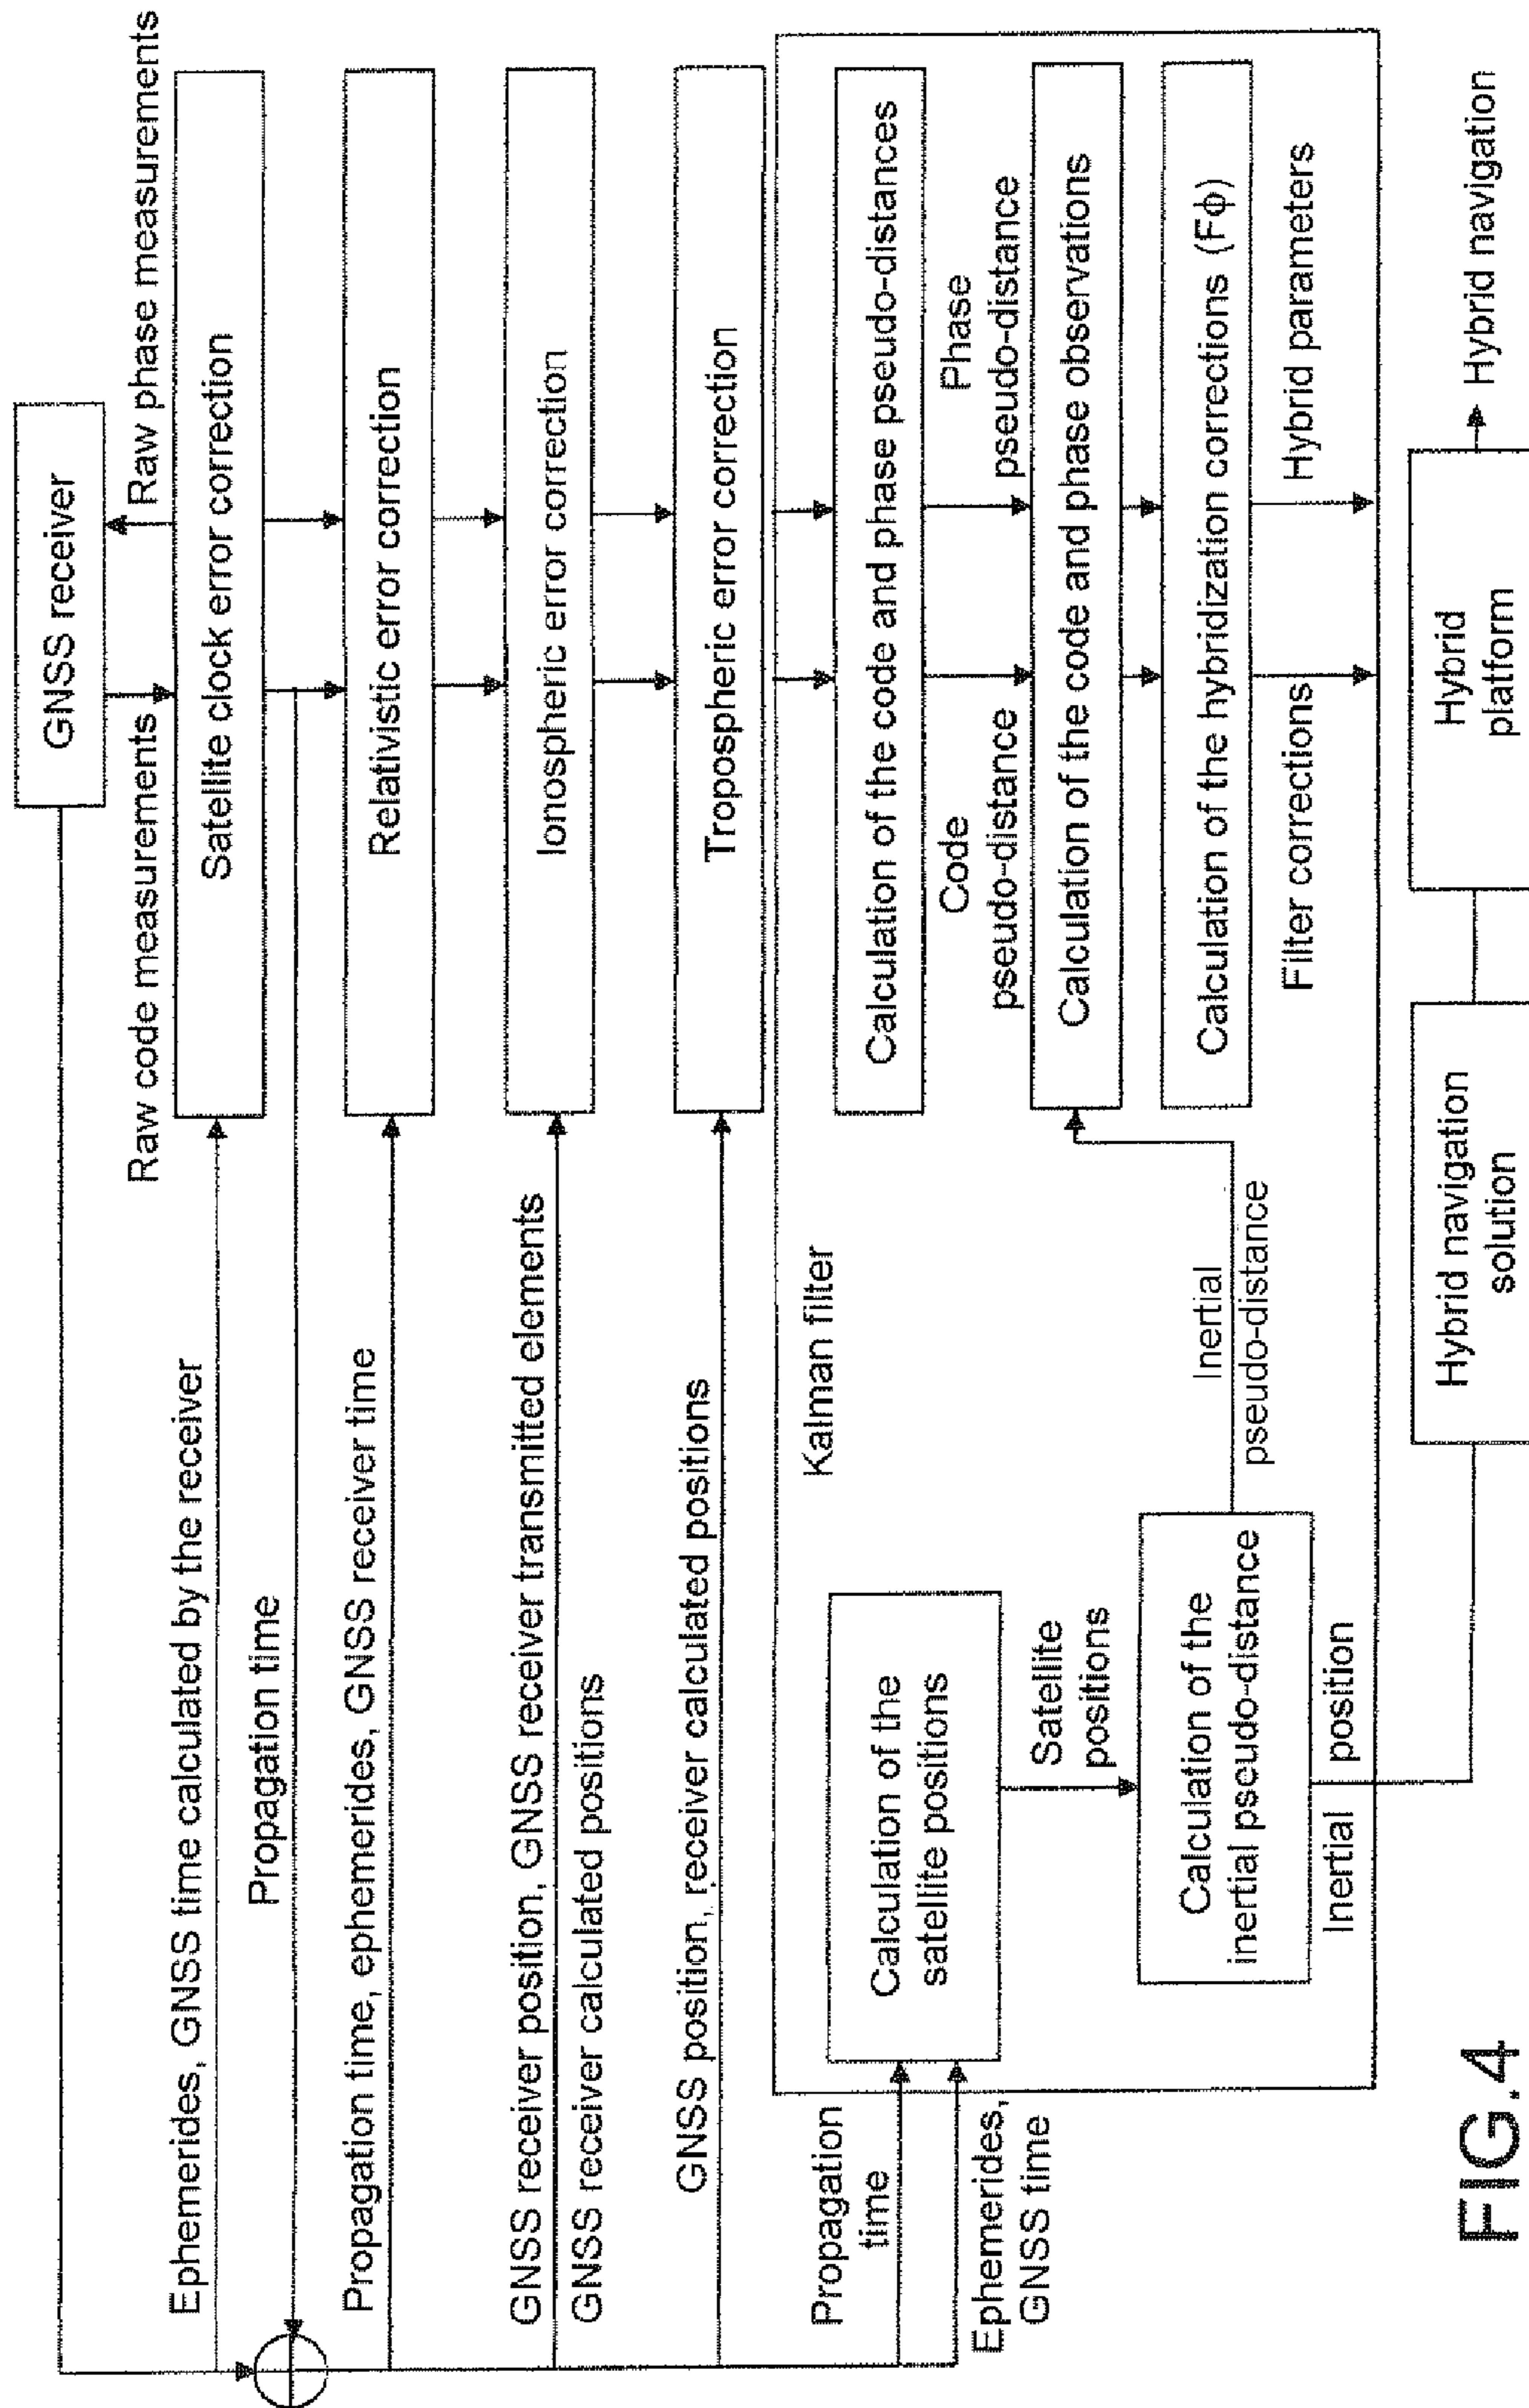 GNSS receiver
Raw code measurements
Raw phase measurements
Ephemerides, GNSS time calculated by the receiver
Satellite clock error correction
Propagation time
Propagation time, ephemerides, GNSS receiver time
Relativistic error correction
GNSS receiver position, GNSS receiver transmitted elements
GNSS receiver calculated positions
Ionospheric error correction
GNSS position, receiver calculated positions
Tropospheric error correction
Kalman filter
Propagation
time
Ephemerides,
GNSS time
Calculation of the
satellite positions
Calculation of the code and phase pseudo-distances
Satellite
positions
Code
pseudo-distance
Phase
pseudo-distance
Calculation of the
inertial pseudo-distance
Inertial
pseudo-distance
Calculation of the code and phase observations
Calculation of the hybridization corrections (Fϕ)
Inertial position
Filter corrections
Hybrid parameters
Hybrid navigation
solution
Hybrid
platform
Hybrid navigation
FIG.4